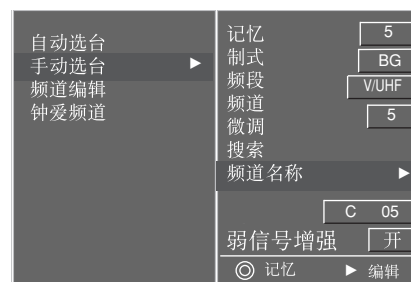 自动选台
手动选台 ►
频道编辑
钟爱频道
记忆 5
制式 BG
频段 V/UHF
频道 5
微调
搜索
频道名称 ►
C 05
弱信号增强 开
◎ 记忆 ► 编辑